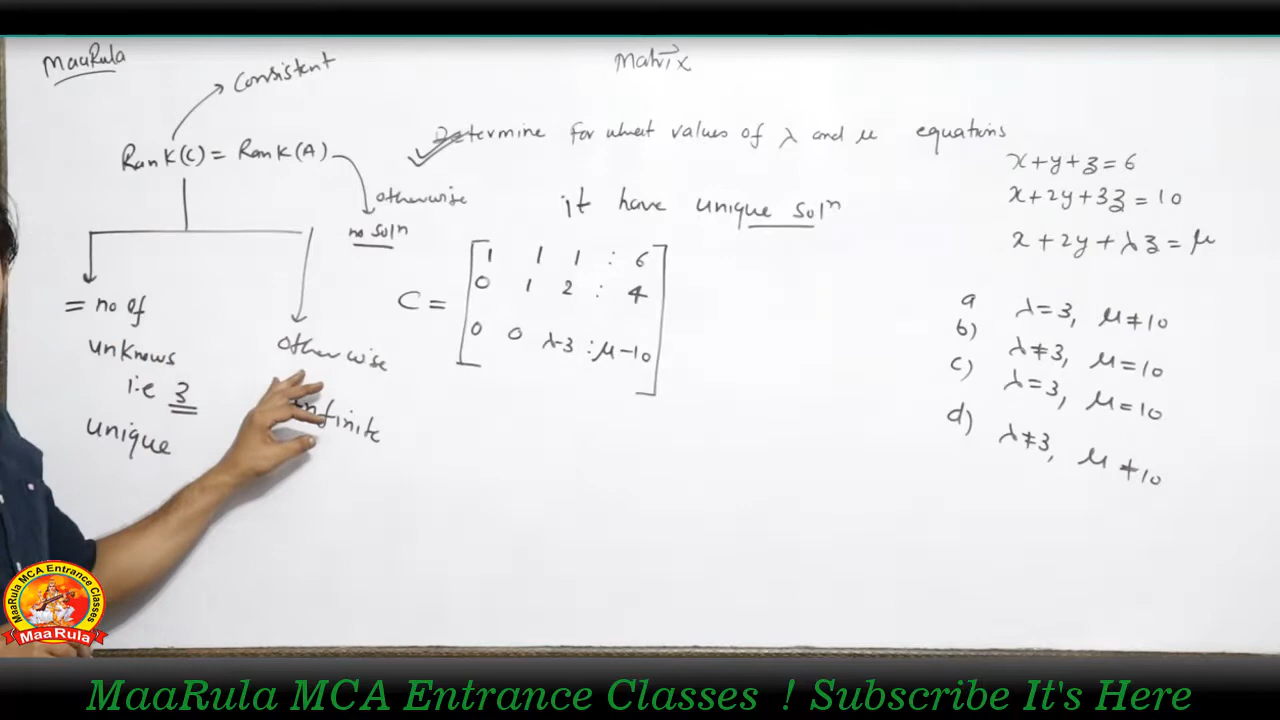 MaaRula
Matrix
Consistent
Determine for what values of λ and μ equations
Rank(C) = Rank(A)
otherwise
no solⁿ
it have unique solⁿ
x+y+z=6
x+2y+3z=10
x+2y+λz=μ
= no of
unknows
i.e 3
unique
otherwise
infinite
C =
1 1 1 : 6
0 1 2 : 4
0 0 λ-3 : μ-10
a λ=3, μ≠10
b) λ≠3, μ=10
c) λ=3, μ=10
d) λ≠3, μ≠10
MaaRula MCA Entrance Classes
MaaRula
MaaRula MCA Entrance Classes ! Subscribe It's Here